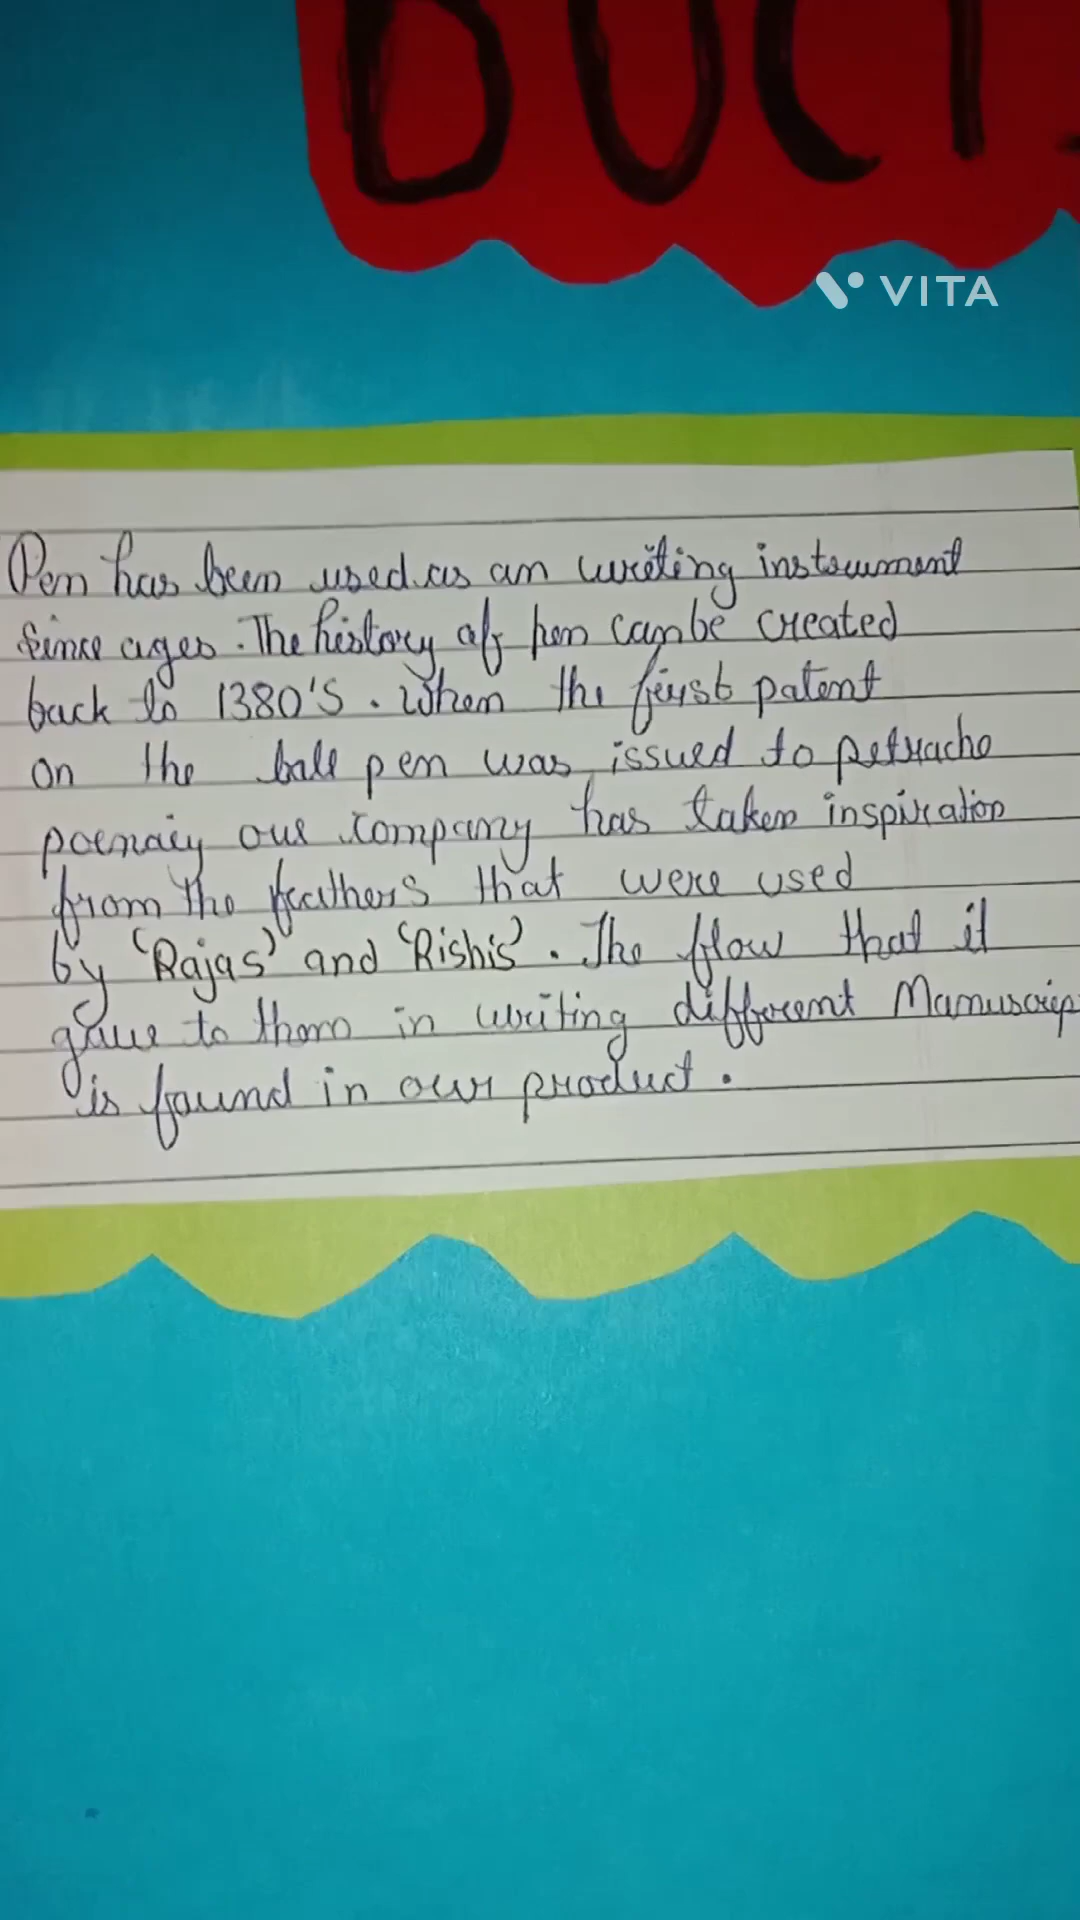 VITA
Pen has been used as an writing instrument
since ages. The history of pen can be created
back to 1380'S. When the first patent
on the ball pen was issued to petrache
poenaiy our company has taken inspiration
from the feathers that were used
by 'Rajas' and 'Rishis'. The flow that it
gave to them in writing different Manuscrip
is found in our product.